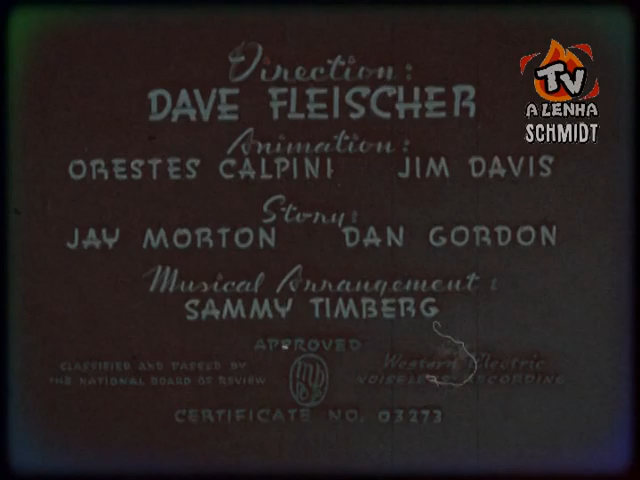 Direction:
DAVE FLEISCHER
Animation:
ORESTES CALPINI JIM DAVIS
Story:
JAY MORTON DAN GORDON
Musical Arrangement:
SAMMY TIMBERG
APPROVED
CLASSIFIED AND PASSED BY
THE NATIONAL BOARD OF REVIEW
Western Electric
VOISELESS RECORDING
CERTIFICATE NO. 03273
TV
A LENHA
SCHMIDT